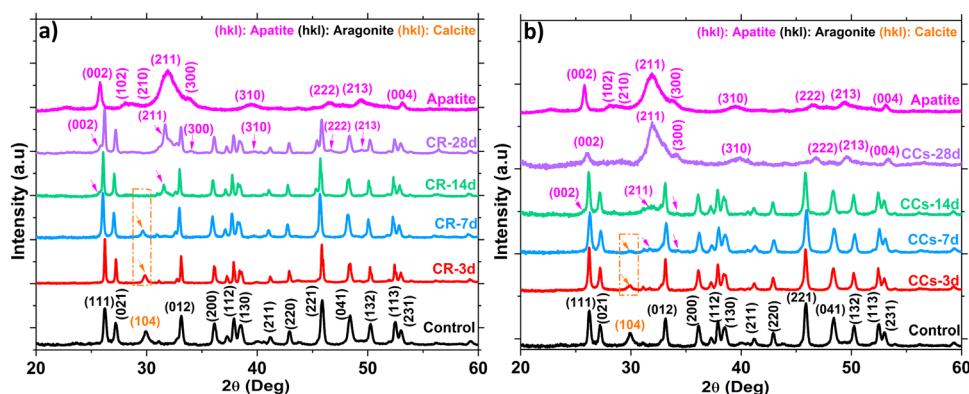 a)
(hkl): Apatite (hkl): Aragonite (hkl): Calcite
(002)
(102)
(210)
(211)
(300)
(310)
(222)
(213)
(004)
Apatite
(002)
(211)
(300)
(310)
(222)
(213)
CR-28d
CR-14d
CR-7d
CR-3d
(111)
(021)
(104)
(012)
(200)
(112)
(130)
(211)
(220)
(221)
(041)
(132)
(113)
(231)
Control
Intensity (a.u)
20 30 40 50 60
2θ (Deg)
b)
(hkl): Apatite (hkl): Aragonite (hkl): Calcite
(002)
(102)
(210)
(211)
(300)
(310)
(222)
(213)
(004)
Apatite
(002)
(211)
(300)
(310)
(222)
(213)
(004)
CCs-28d
(002)
(211)
CCs-14d
CCs-7d
CCs-3d
(111)
(021)
(104)
(012)
(200)
(112)
(130)
(211)
(220)
(221)
(041)
(132)
(113)
(231)
Control
Intensity (a.u)
20 30 40 50 60
2θ (Deg)